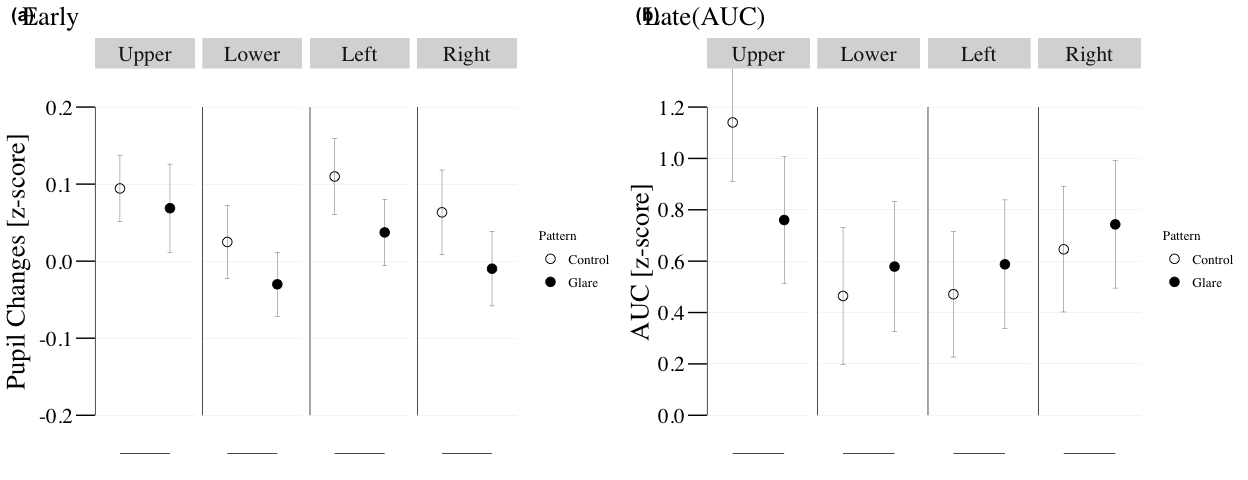 (a) Early
Upper Lower Left Right
0.2
0.1
0.0
-0.1
-0.2
Pupil Changes [z-score]
Pattern
Control
Glare
(b) Late(AUC)
Upper Lower Left Right
1.2
1.0
0.8
0.6
0.4
0.2
0.0
AUC [z-score]
Pattern
Control
Glare